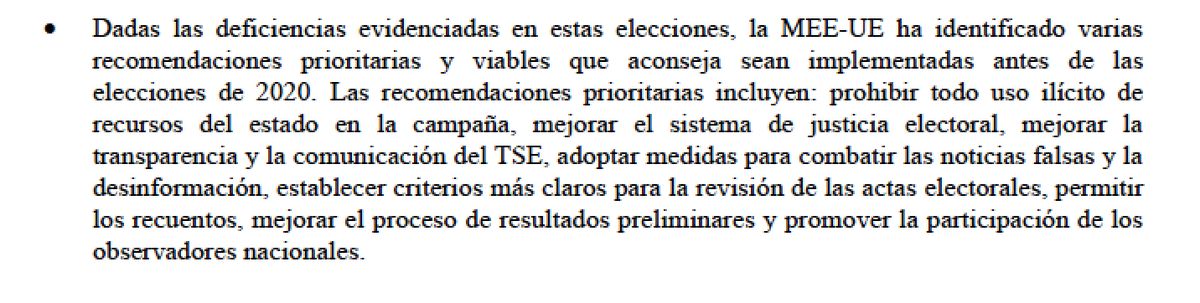 • Dadas las deficiencias evidenciadas en estas elecciones, la MEE-UE ha identificado varias
recomendaciones prioritarias y viables que aconseja sean implementadas antes de las
elecciones de 2020. Las recomendaciones prioritarias incluyen: prohibir todo uso ilícito de
recursos del estado en la campaña, mejorar el sistema de justicia electoral, mejorar la
transparencia y la comunicación del TSE, adoptar medidas para combatir las noticias falsas y la
desinformación, establecer criterios más claros para la revisión de las actas electorales, permitir
los recuentos, mejorar el proceso de resultados preliminares y promover la participación de los
observadores nacionales.